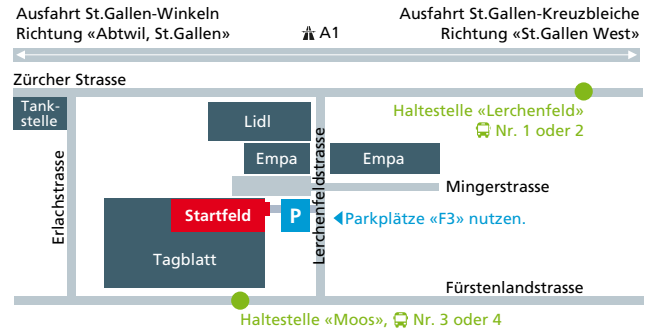 Ausfahrt St.Gallen-Winkeln
Richtung «Abtwil, St.Gallen»
A1
Ausfahrt St.Gallen-Kreuzbleiche
Richtung «St.Gallen West»
Zürcher Strasse
Tank-
stelle
Lidl
Haltestelle «Lerchenfeld»
Nr. 1 oder 2
Empa
Empa
Erlachstrasse
Lerchenfeldstrasse
Mingerstrasse
Startfeld
P
Parkplätze «F3» nutzen.
Tagblatt
Fürstenlandstrasse
Haltestelle «Moos», Nr. 3 oder 4